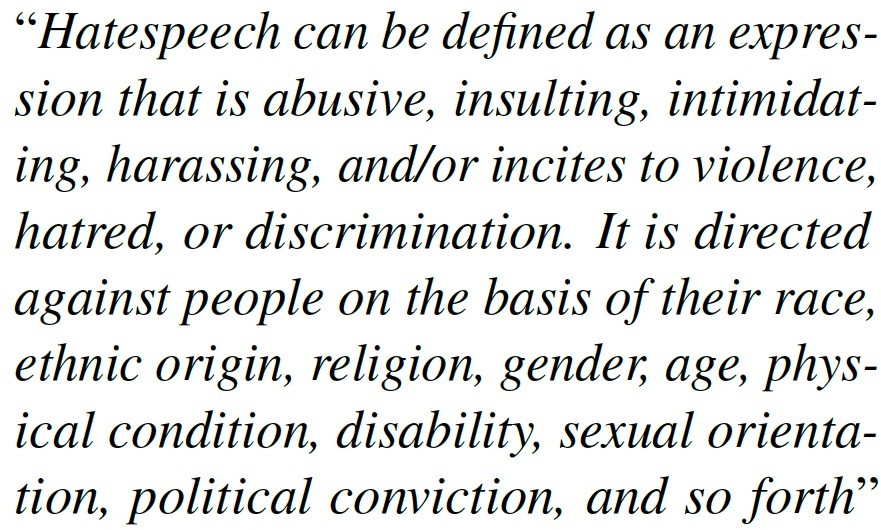 “Hatespeech can be defined as an expres-
sion that is abusive, insulting, intimidat-
ing, harassing, and/or incites to violence,
hatred, or discrimination. It is directed
against people on the basis of their race,
ethnic origin, religion, gender, age, phys-
ical condition, disability, sexual orienta-
tion, political conviction, and so forth”